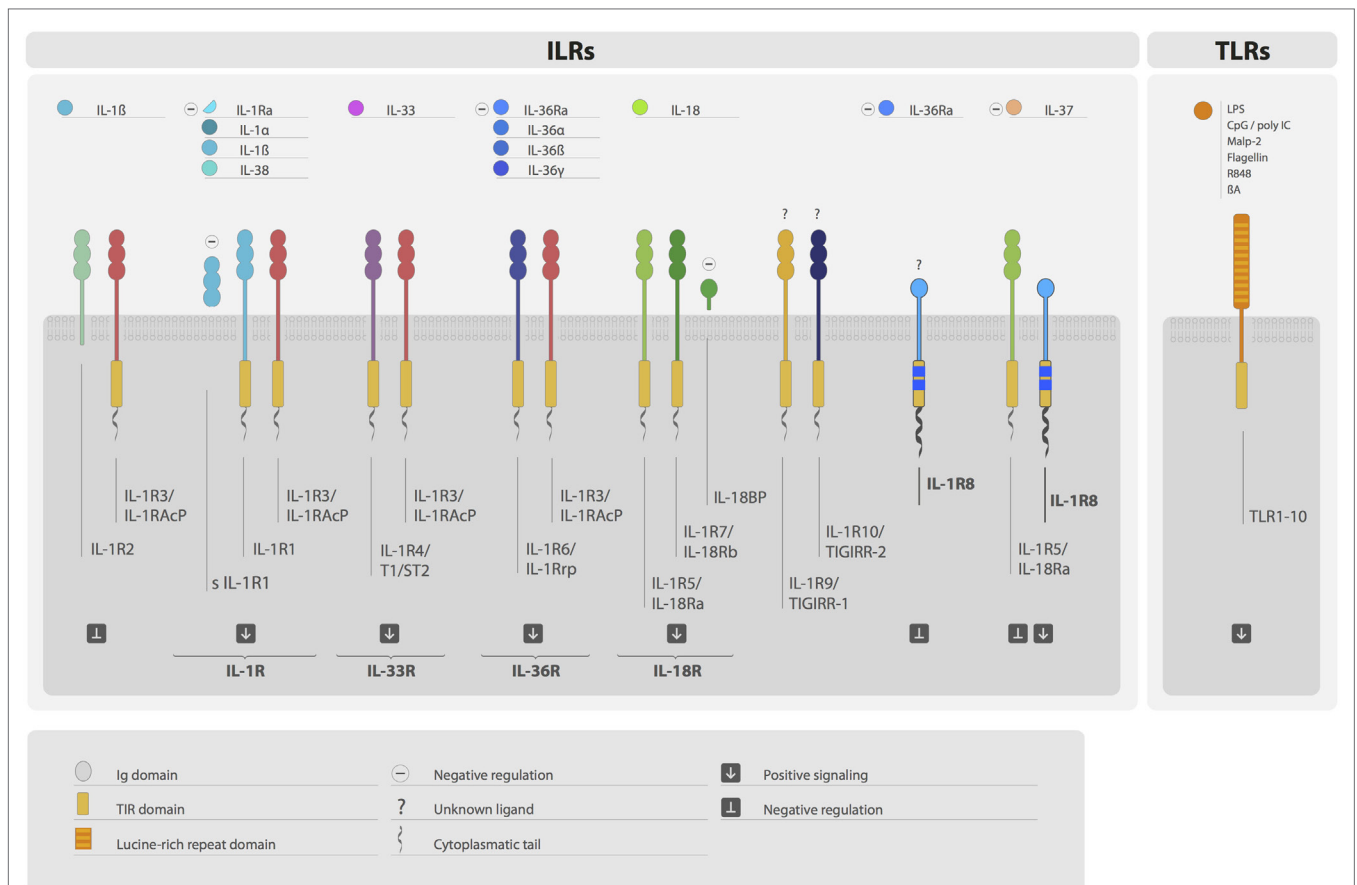 ILRs
TLRs
IL-1ß
IL-1Ra
IL-1α
IL-1ß
IL-38
IL-33
IL-36Ra
IL-36α
IL-36ß
IL-36γ
IL-18
IL-36Ra
IL-37
LPS
CpG / poly IC
Malp-2
Flagellin
R848
ßA
?
?
?
IL-1R3/
IL-1RAcP
IL-1R2
IL-1R3/
IL-1RAcP
IL-1R1
s IL-1R1
IL-1R3/
IL-1RAcP
IL-1R4/
T1/ST2
IL-1R3/
IL-1RAcP
IL-1R6/
IL-1Rrp
IL-18BP
IL-1R7/
IL-18Rb
IL-1R5/
IL-18Ra
IL-1R10/
TIGIRR-2
IL-1R9/
TIGIRR-1
IL-1R8
IL-1R8
IL-1R5/
IL-18Ra
TLR1-10
IL-1R
IL-33R
IL-36R
IL-18R
Ig domain
TIR domain
Lucine-rich repeat domain
Negative regulation
? Unknown ligand
Cytoplasmatic tail
Positive signaling
Negative regulation